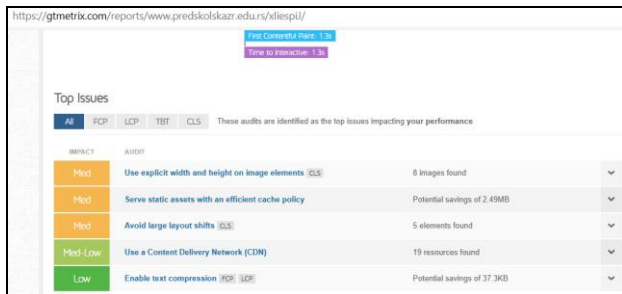 https://gtmetrix.com/reports/www.predskolskazr.edu.rs/xIiespiJ/
First Contentful Paint: 1.3s
Time to Interactive: 1.3s
Top Issues
All FCP LCP TBT CLS These audits are identified as the top issues impacting your performance.
IMPACT AUDIT
Med Use explicit width and height on image elements CLS 8 images found
Med Serve static assets with an efficient cache policy Potential savings of 2.49MB
Med Avoid large layout shifts CLS 5 elements found
Med-Low Use a Content Delivery Network (CDN) 19 resources found
Low Enable text compression FCP LCP Potential savings of 37.3KB